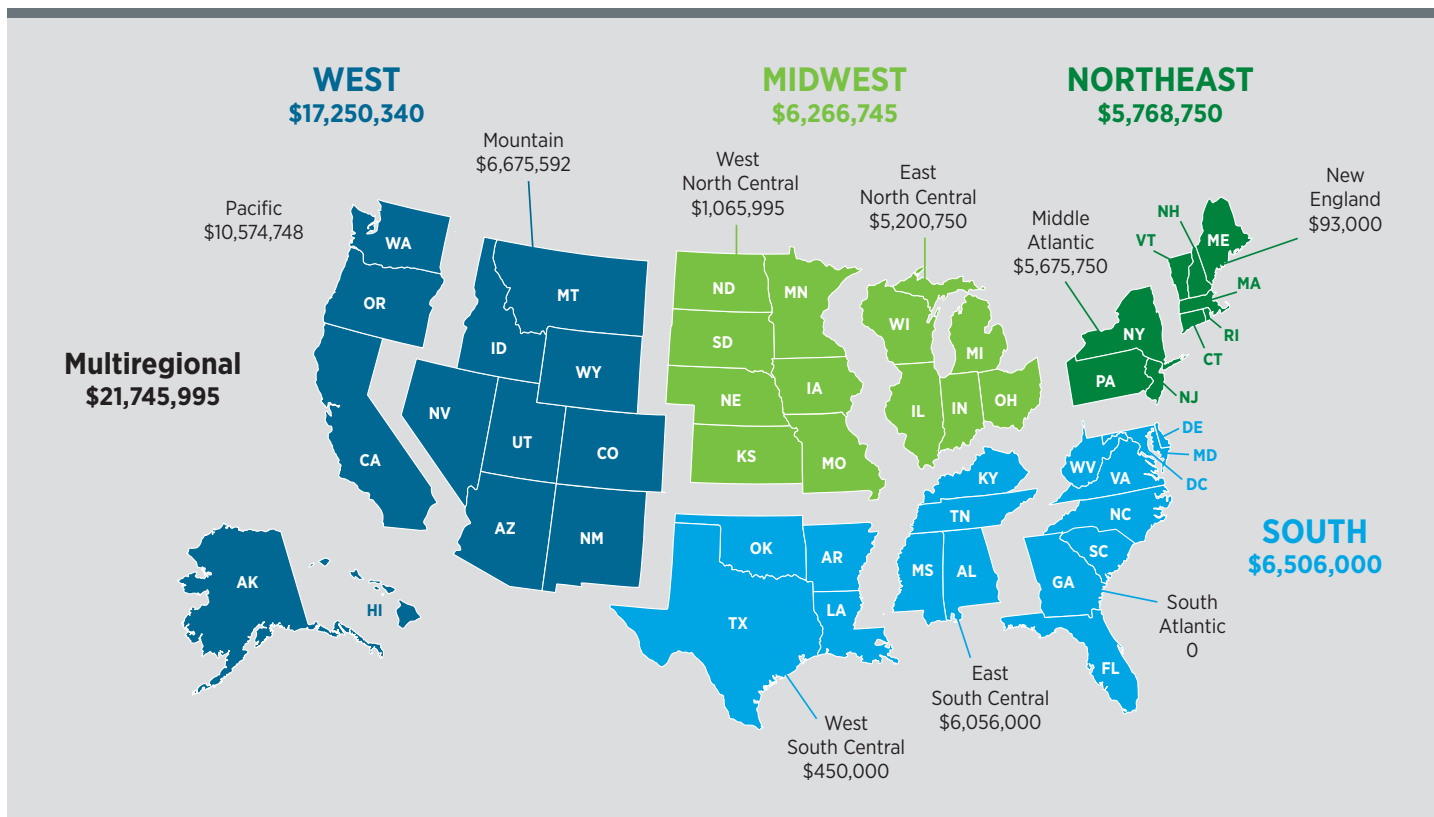 WEST
$17,250,340
MIDWEST
$6,266,745
NORTHEAST
$5,768,750
Mountain
$6,675,592
Pacific
$10,574,748
West
North Central
$1,065,995
East
North Central
$5,200,750
Middle
Atlantic
$5,675,750
New
England
$93,000
Multiregional
$21,745,995
WA
OR
CA
NV
ID
MT
WY
UT
CO
AZ
NM
AK
HI
ND
SD
NE
KS
MN
IA
MO
WI
MI
IL
IN
OH
NH
VT
ME
MA
RI
CT
NY
PA
NJ
DE
MD
DC
WV
VA
NC
SC
GA
FL
KY
TN
MS
AL
OK
AR
LA
TX
SOUTH
$6,506,000
South
Atlantic
0
East
South Central
$6,056,000
West
South Central
$450,000